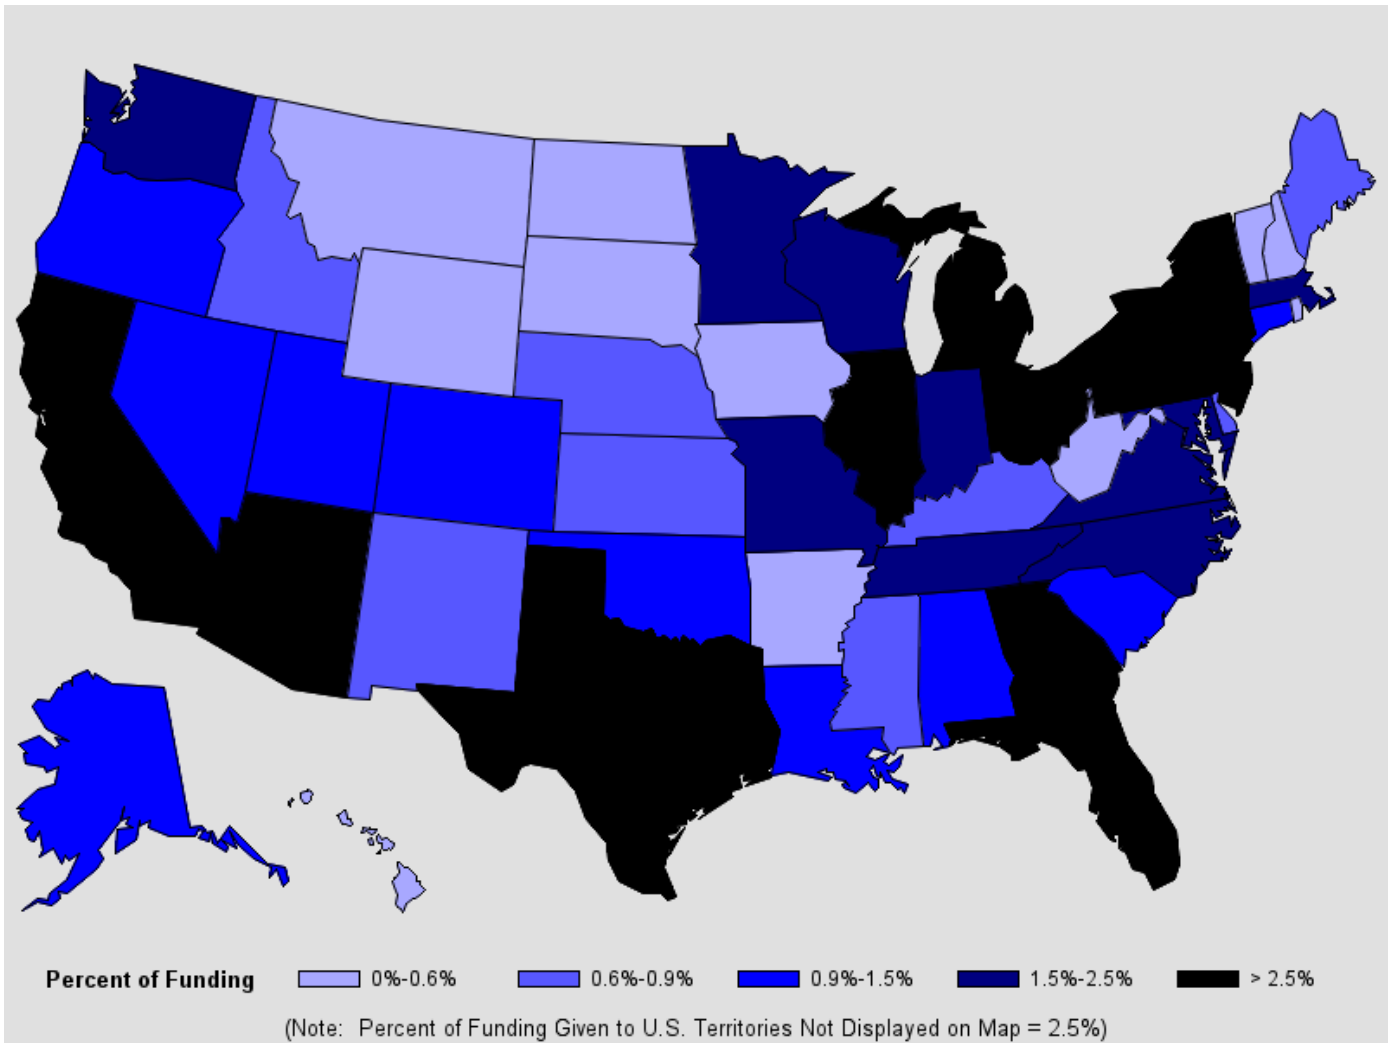 Percent of Funding 0%-0.6% 0.6%-0.9% 0.9%-1.5% 1.5%-2.5% > 2.5%
(Note: Percent of Funding Given to U.S. Territories Not Displayed on Map = 2.5%)